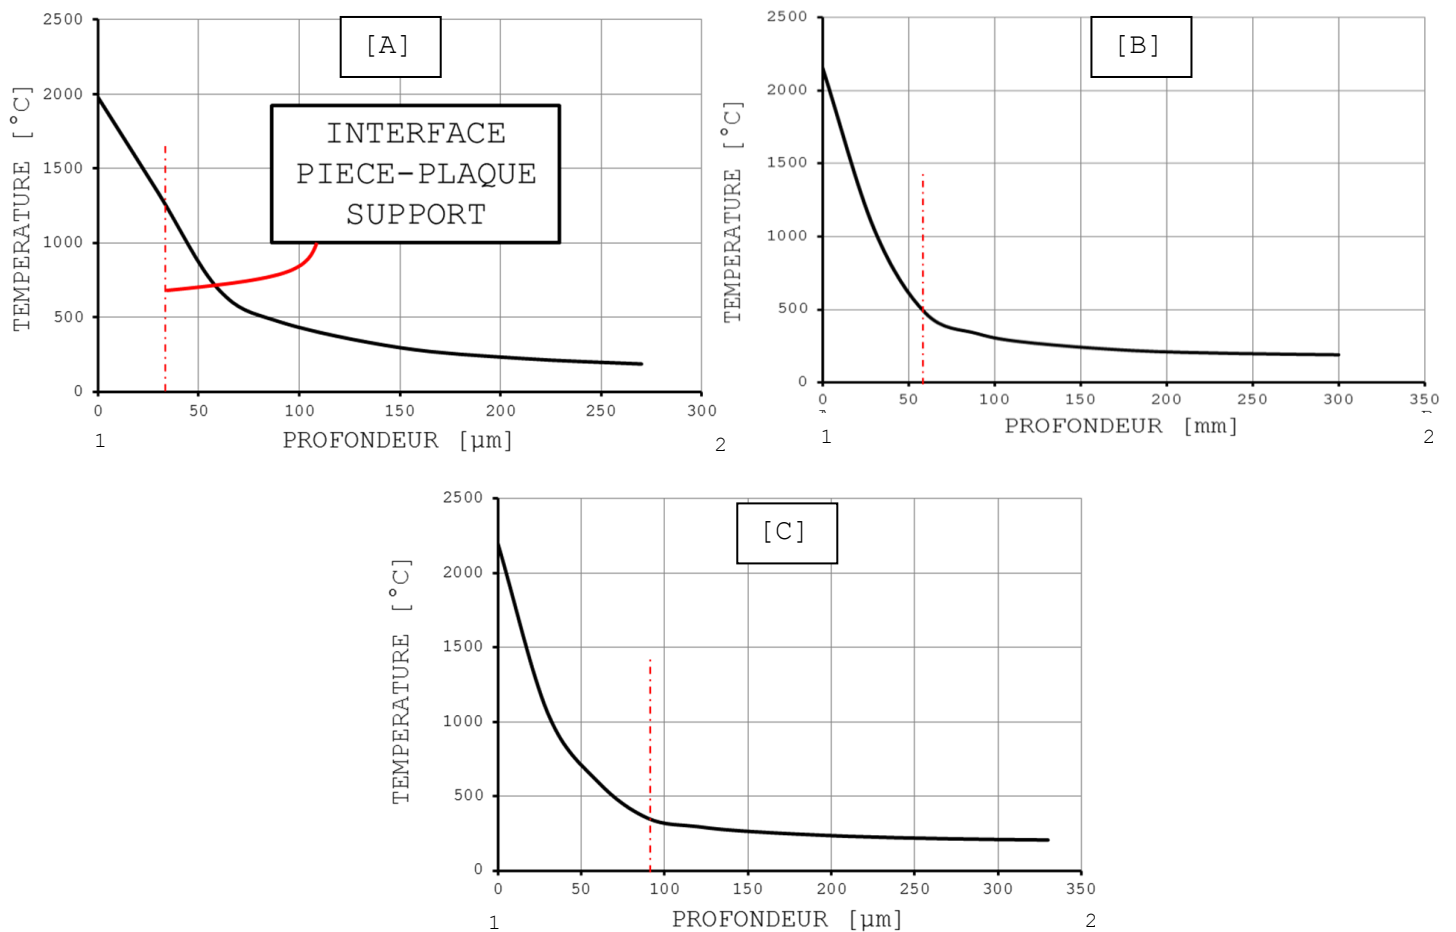 [A]
2500
2000
1500
1000
500
0
TEMPERATURE [°C]
INTERFACE
PIECE-PLAQUE
SUPPORT
0 50 100 150 200 250 300
1 PROFONDEUR [µm] 2
[B]
2500
2000
1500
1000
500
0
TEMPERATURE [°C]
0 50 100 150 200 250 300 350
1 PROFONDEUR [mm] 2
[C]
2500
2000
1500
1000
500
0
TEMPERATURE [°C]
0 50 100 150 200 250 300 350
1 PROFONDEUR [µm] 2